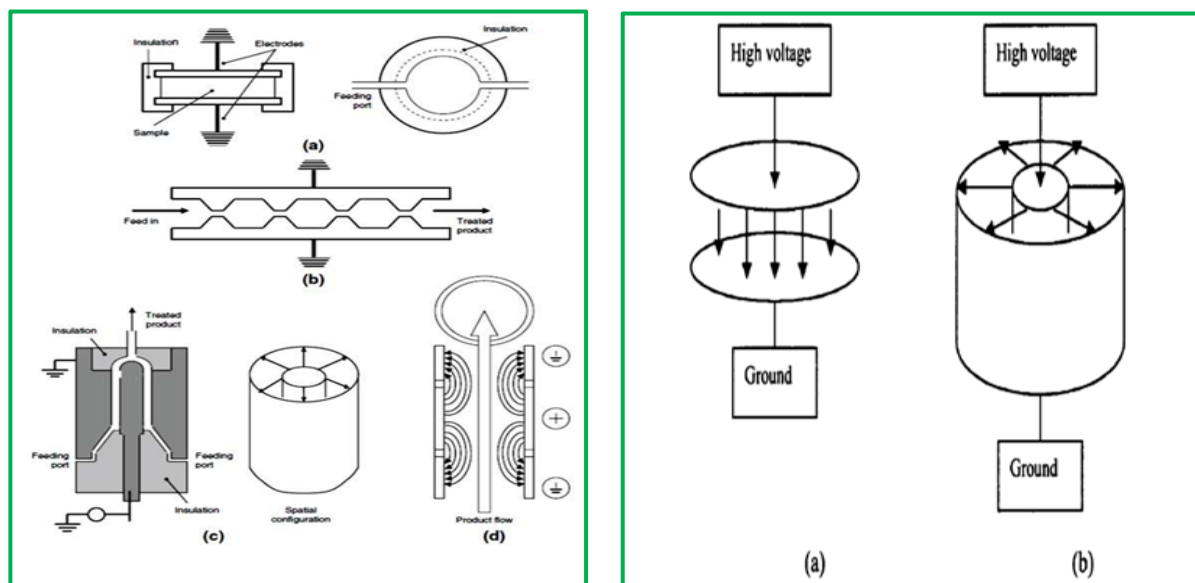 Insulation
Electrodes
Insulation
Feeding
port
Sample
(a)
Feed in
Treated
product
(b)
Treated
product
Insulation
Feeding
port
Feeding
port
Insulation
Spatial
configuration
Product flow
(c)
(d)
High voltage
High voltage
Ground
Ground
(a)
(b)